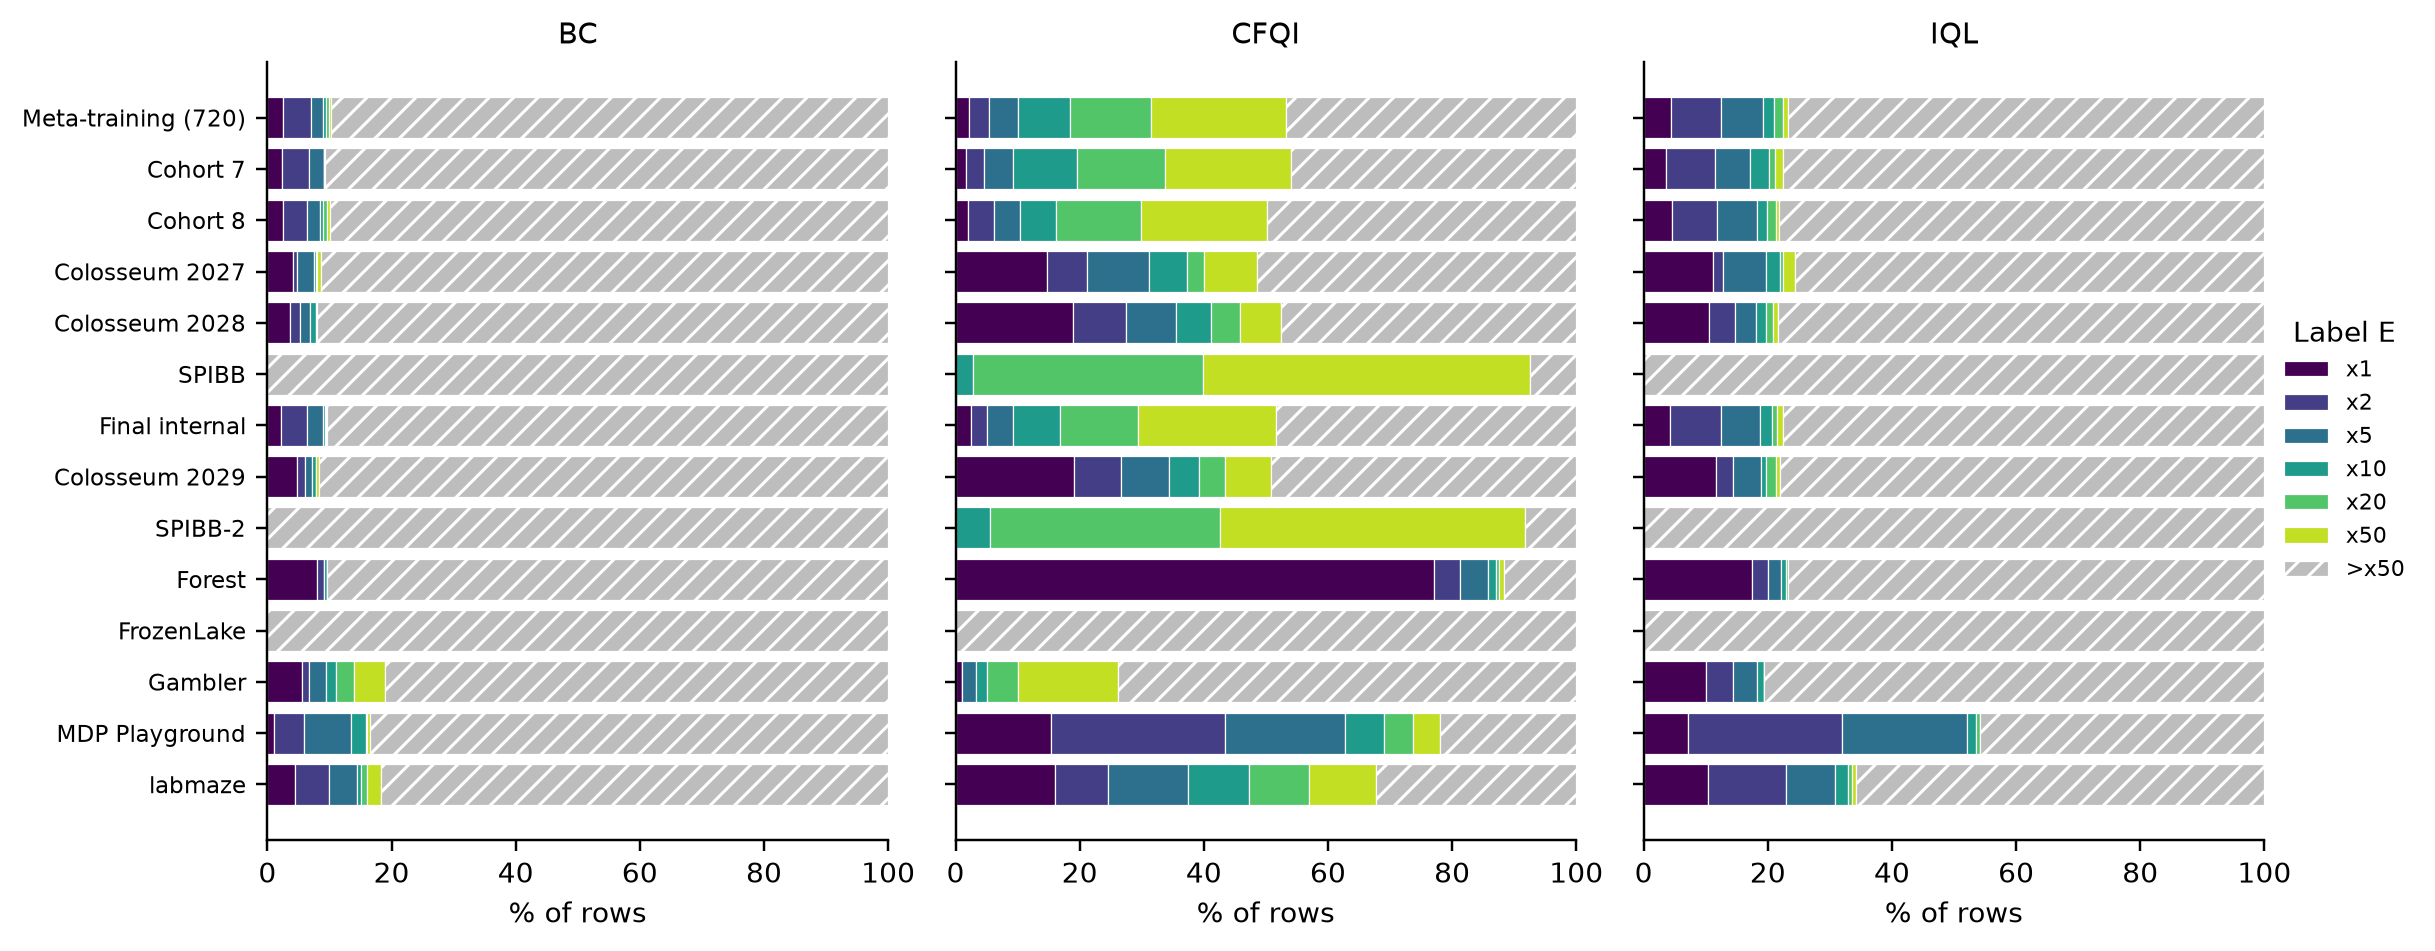 BC
CFQI
IQL
Meta-training (720)
Cohort 7
Cohort 8
Colosseum 2027
Colosseum 2028
SPIBB
Final internal
Colosseum 2029
SPIBB-2
Forest
FrozenLake
Gambler
MDP Playground
labmaze
0 20 40 60 80 100
% of rows
0 20 40 60 80 100
% of rows
0 20 40 60 80 100
% of rows
Label E
x1
x2
x5
x10
x20
x50
>x50